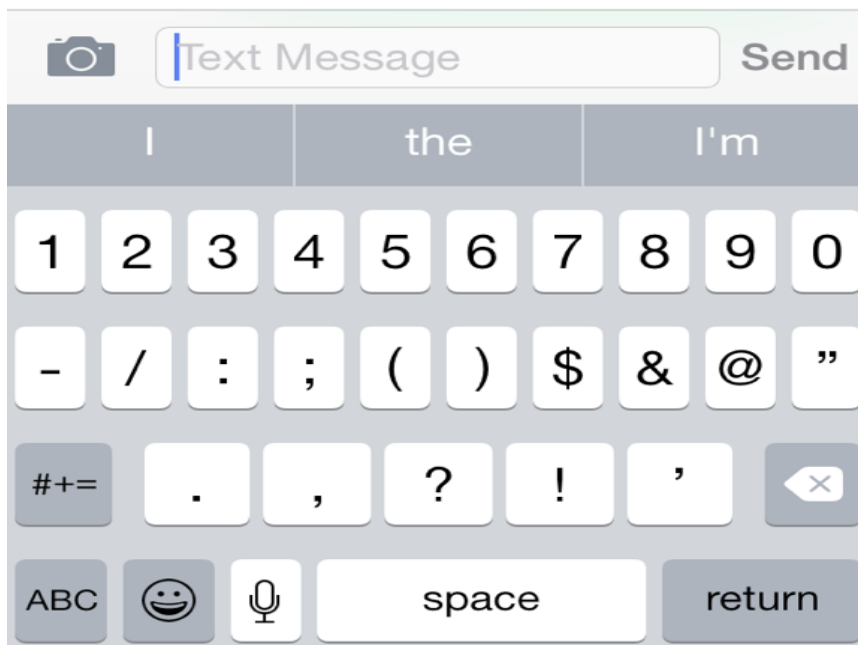 Text Message Send
I the I'm
1 2 3 4 5 6 7 8 9 0
- / : ; ( ) $ & @ ”
#+= . , ? ! ’
ABC space return